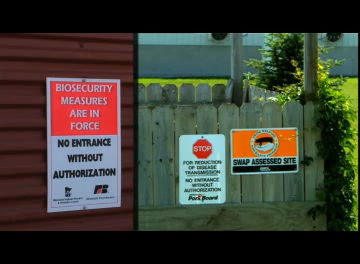 BIOSECURITY
MEASURES
ARE IN
FORCE
NO ENTRANCE
WITHOUT
AUTHORIZATION
STOP
FOR REDUCTION
OF DISEASE
TRANSMISSION
NO ENTRANCE
WITHOUT
AUTHORIZATION
Pork Board
SWAP ASSESSED SITE